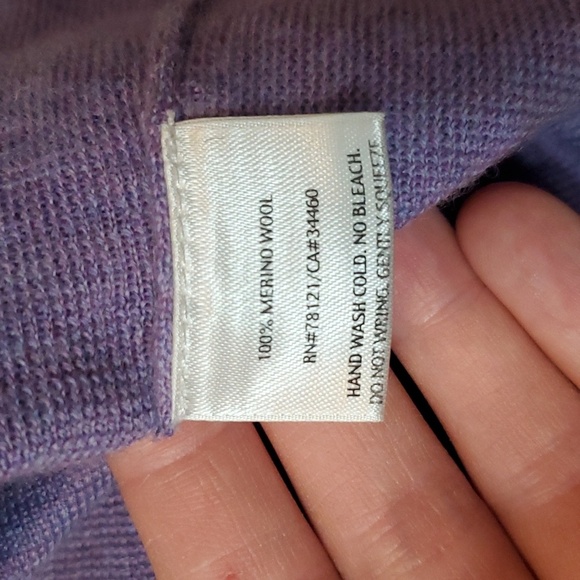 100% MERINO WOOL
RN#78121/CA#34460
HAND WASH COLD. NO BLEACH.
DO NOT WRING. GENTLY SQUEEZE